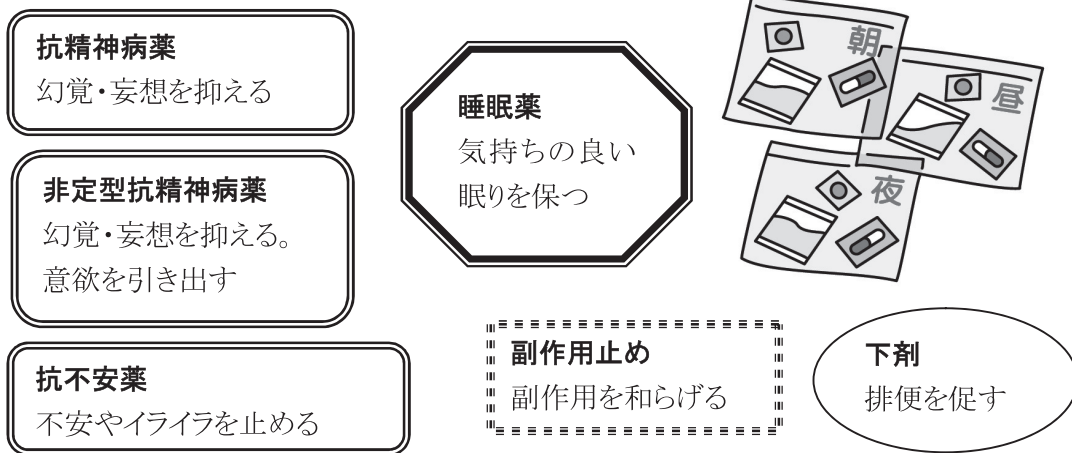 抗精神病薬
幻覚・妄想を抑える
非定型抗精神病薬
幻覚・妄想を抑える。
意欲を引き出す
抗不安薬
不安やイライラを止める
睡眠薬
気持ちの良い
眠りを保つ
朝
昼
夜
副作用止め
副作用を和らげる
下剤
排便を促す